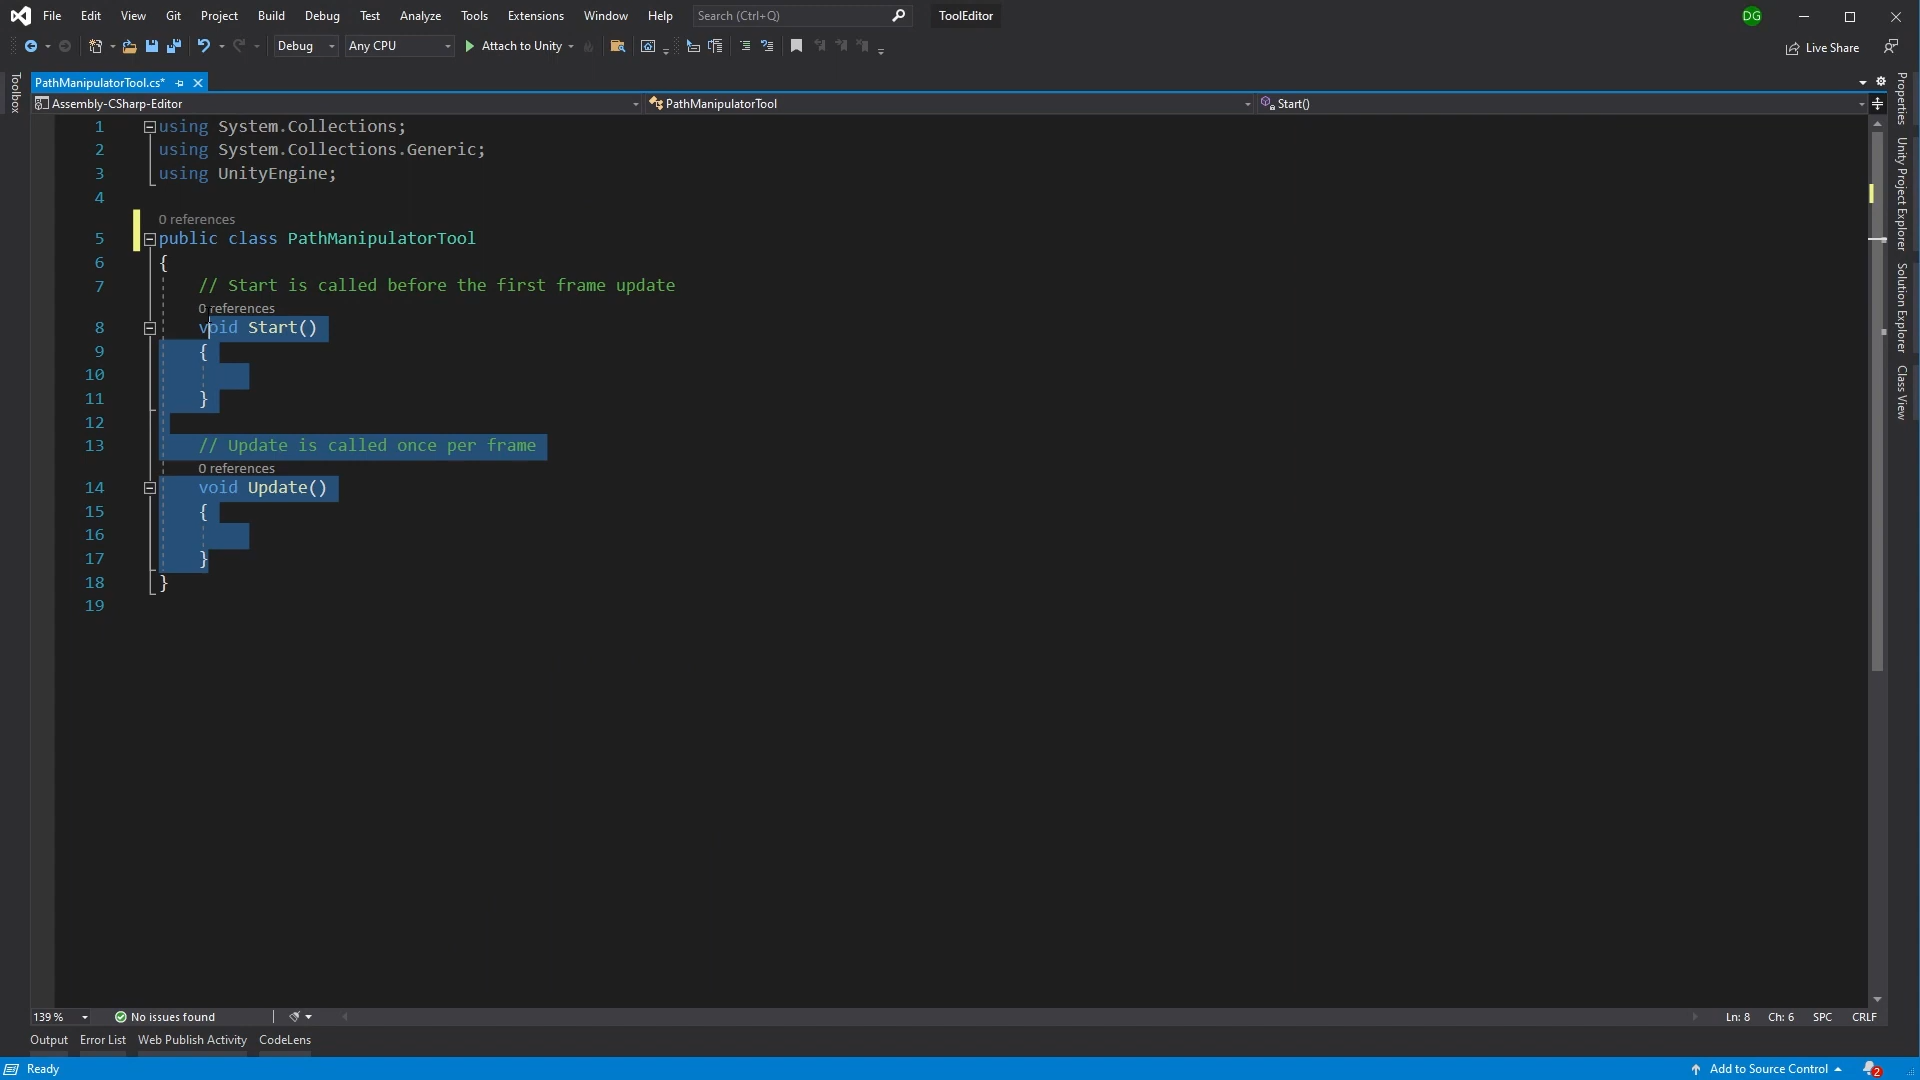 File Edit View Git Project Build Debug Test Analyze Tools Extensions Window Help Search (Ctrl+Q) ToolEditor DG
Debug Any CPU Attach to Unity Live Share
Toolbox
PathManipulatorTool.cs*
Assembly-CSharp-Editor PathManipulatorTool Start()
1 using System.Collections;
2 using System.Collections.Generic;
3 using UnityEngine;
4
0 references
5 public class PathManipulatorTool
6 {
7 // Start is called before the first frame update
0 references
8 void Start()
9 {
10
11 }
12
13 // Update is called once per frame
0 references
14 void Update()
15 {
16
17 }
18 }
19
Properties
Unity Project Explorer
Solution Explorer
Class View
139 % No issues found Ln: 8 Ch: 6 SPC CRLF
Output Error List Web Publish Activity CodeLens
Ready Add to Source Control 2